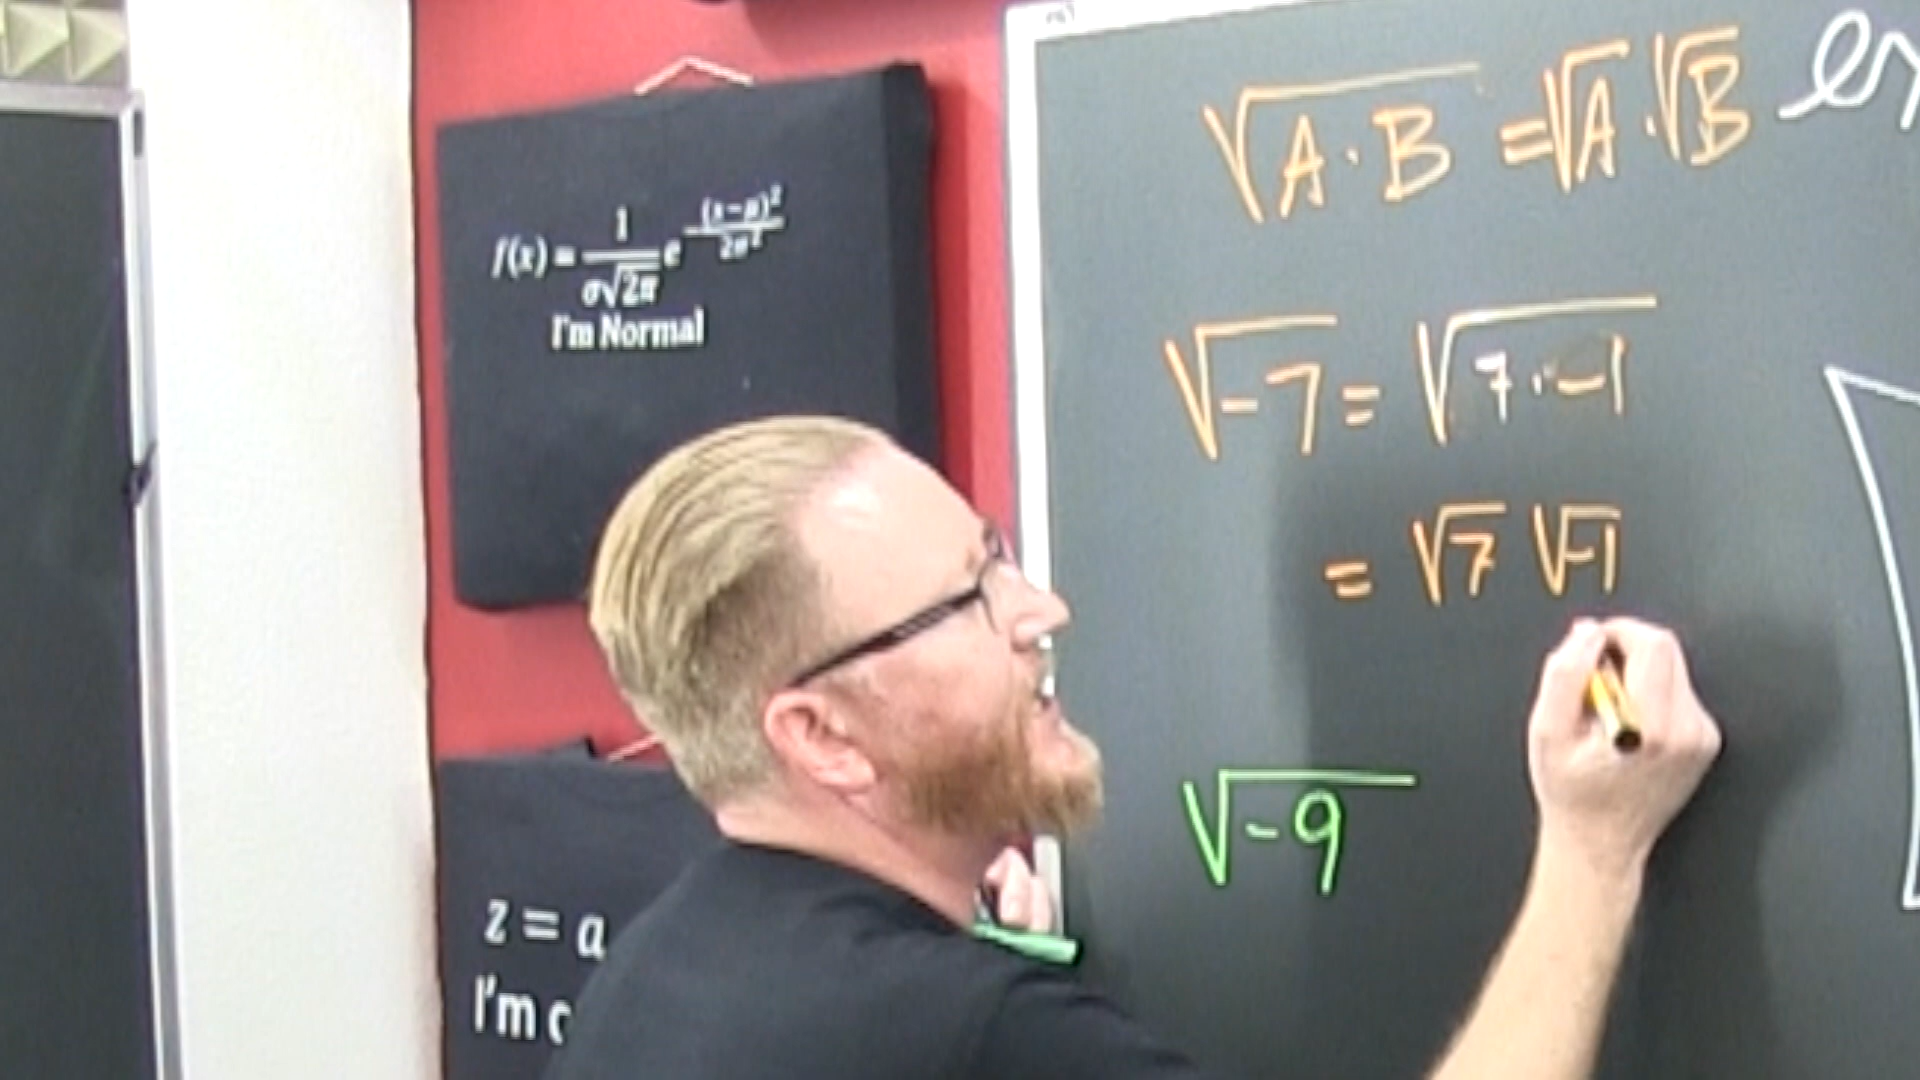 f(x) = 1/σ√2π e^-(x-μ)²/2σ²
I'm Normal
z = a
I'm c
√A·B = √A·√B
√-7 = √7·-1
= √7 √-1
√-9